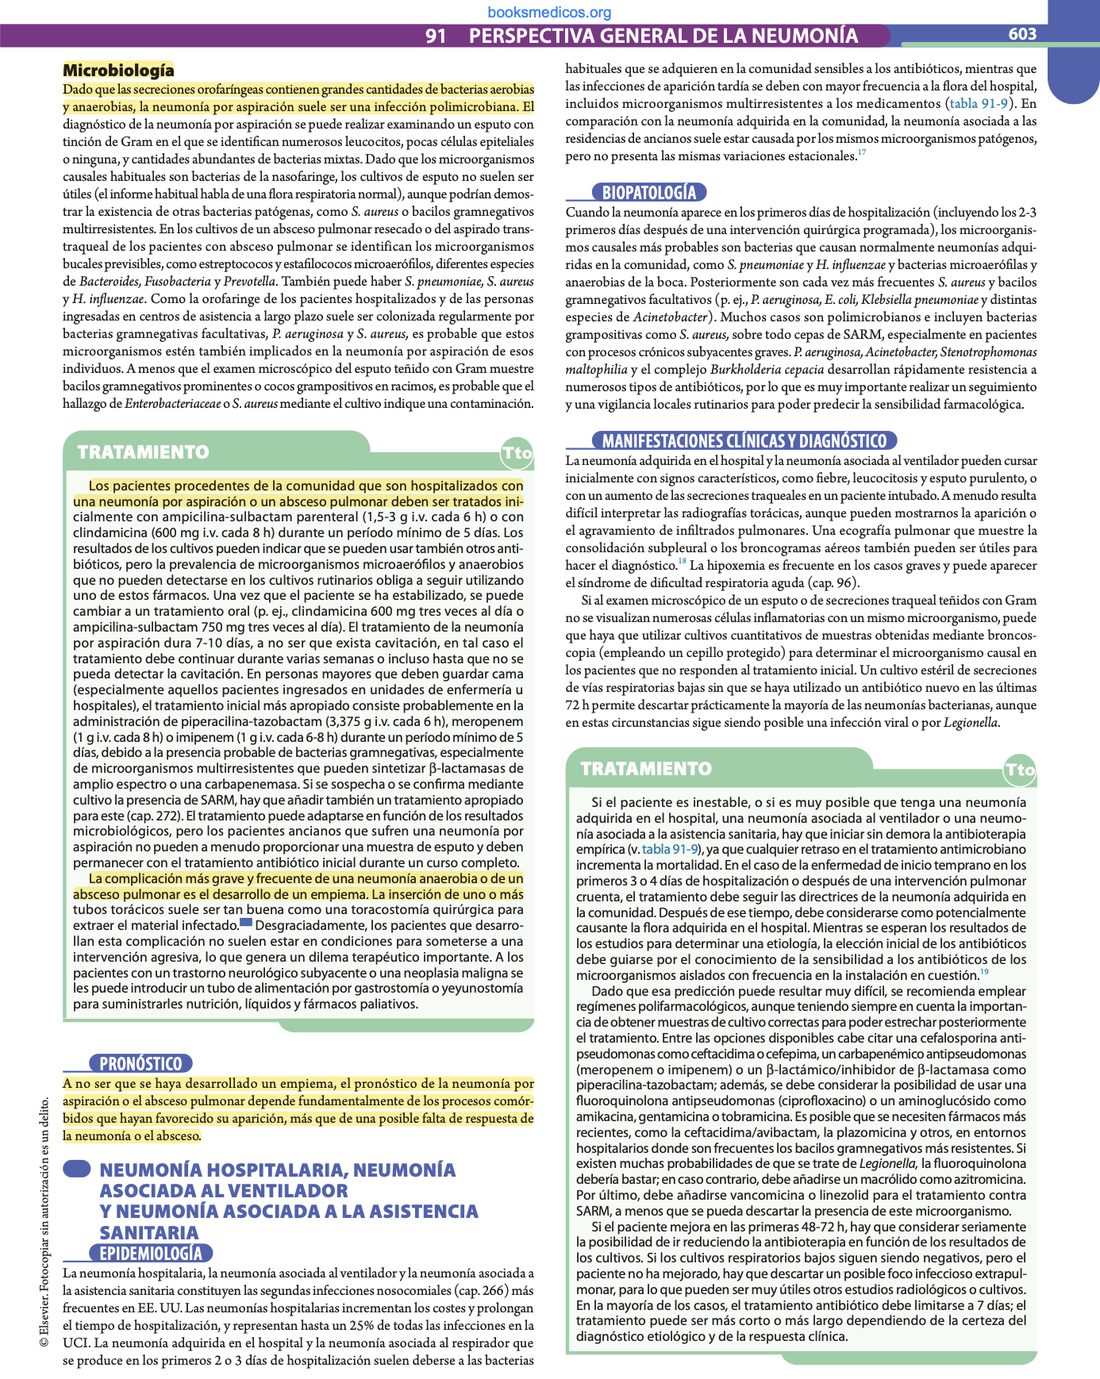 booksmedicos.org
91 PERSPECTIVA GENERAL DE LA NEUMONÍA
603
Microbiología
Dado que las secreciones orofaríngeas contienen grandes cantidades de bacterias aerobias
y anaerobias, la neumonía por aspiración suele ser una infección polimicrobiana. El
diagnóstico de la neumonía por aspiración se puede realizar examinando un esputo con
tinción de Gram en el que se identifican numerosos leucocitos, pocas células epiteliales
o ninguna, y cantidades abundantes de bacterias mixtas. Dado que los microorganismos
causales habituales son bacterias de la nasofaringe, los cultivos de esputo no suelen ser
útiles (el informe habitual habla de una flora respiratoria normal), aunque podrían demos-
trar la existencia de otras bacterias patógenas, como S. aureus o bacilos gramnegativos
multirresistentes. En los cultivos de un absceso pulmonar resecado o del aspirado trans-
traqueal de los pacientes con absceso pulmonar se identifican los microorganismos
bucales previsibles, como estreptococos y estafilococos microaerófilos, diferentes especies
de Bacteroides, Fusobacteria y Prevotella. También puede haber S. pneumoniae, S. aureus
y H. influenzae. Como la orofaringe de los pacientes hospitalizados y de las personas
ingresadas en centros de asistencia a largo plazo suele ser colonizada regularmente por
bacterias gramnegativas facultativas, P. aeruginosa y S. aureus, es probable que estos
microorganismos estén también implicados en la neumonía por aspiración de esos
individuos. A menos que el examen microscópico del esputo teñido con Gram muestre
bacilos gramnegativos prominentes o cocos grampositivos en racimos, es probable que el
hallazgo de Enterobacteriaceae o S. aureus mediante el cultivo indique una contaminación.
TRATAMIENTO
Tto
Los pacientes procedentes de la comunidad que son hospitalizados con
una neumonía por aspiración o un absceso pulmonar deben ser tratados ini-
cialmente con ampicilina-sulbactam parenteral (1,5-3 g i.v. cada 6 h) o con
clindamicina (600 mg i.v. cada 8 h) durante un período mínimo de 5 días. Los
resultados de los cultivos pueden indicar que se pueden usar también otros anti-
bióticos, pero la prevalencia de microorganismos microaerófilos y anaerobios
que no pueden detectarse en los cultivos rutinarios obliga a seguir utilizando
uno de estos fármacos. Una vez que el paciente se ha estabilizado, se puede
cambiar a un tratamiento oral (p. ej., clindamicina 600 mg tres veces al día o
ampicilina-sulbactam 750 mg tres veces al día). El tratamiento de la neumonía
por aspiración dura 7-10 días, a no ser que exista cavitación, en tal caso el
tratamiento debe continuar durante varias semanas o incluso hasta que no se
pueda detectar la cavitación. En personas mayores que deben guardar cama
(especialmente aquellos pacientes ingresados en unidades de enfermería u
hospitales), el tratamiento inicial más apropiado consiste probablemente en la
administración de piperacilina-tazobactam (3,375 g i.v. cada 6 h), meropenem
(1 g i.v. cada 8 h) o imipenem (1 g i.v. cada 6-8 h) durante un período mínimo de 5
días, debido a la presencia probable de bacterias gramnegativas, especialmente
de microorganismos multirresistentes que pueden sintetizar β-lactamasas de
amplio espectro o una carbapenemasa. Si se sospecha o se confirma mediante
cultivo la presencia de SARM, hay que añadir también un tratamiento apropiado
para este (cap. 272). El tratamiento puede adaptarse en función de los resultados
microbiológicos, pero los pacientes ancianos que sufren una neumonía por
aspiración no pueden a menudo proporcionar una muestra de esputo y deben
permanecer con el tratamiento antibiótico inicial durante un curso completo.
La complicación más grave y frecuente de una neumonía anaerobia o de un
absceso pulmonar es el desarrollo de un empiema. La inserción de uno o más
tubos torácicos suele ser tan buena como una toracostomía quirúrgica para
extraer el material infectado. Desgraciadamente, los pacientes que desarro-
llan esta complicación no suelen estar en condiciones para someterse a una
intervención agresiva, lo que genera un dilema terapéutico importante. A los
pacientes con un trastorno neurológico subyacente o una neoplasia maligna se
les puede introducir un tubo de alimentación por gastrostomía o yeyunostomía
para suministrarles nutrición, líquidos y fármacos paliativos.
PRONÓSTICO
A no ser que se haya desarrollado un empiema, el pronóstico de la neumonía por
aspiración o el absceso pulmonar depende fundamentalmente de los procesos comór-
bidos que hayan favorecido su aparición, más que de una posible falta de respuesta de
la neumonía o el absceso.
NEUMONÍA HOSPITALARIA, NEUMONÍA
ASOCIADA AL VENTILADOR
Y NEUMONÍA ASOCIADA A LA ASISTENCIA
SANITARIA
EPIDEMIOLOGÍA
La neumonía hospitalaria, la neumonía asociada al ventilador y la neumonía asociada a
la asistencia sanitaria constituyen las segundas infecciones nosocomiales (cap. 266) más
frecuentes en EE. UU. Las neumonías hospitalarias incrementan los costes y prolongan
el tiempo de hospitalización, y representan hasta un 25% de todas las infecciones en la
UCI. La neumonía adquirida en el hospital y la neumonía asociada al respirador que
se produce en los primeros 2 o 3 días de hospitalización suelen deberse a las bacterias
habituales que se adquieren en la comunidad sensibles a los antibióticos, mientras que
las infecciones de aparición tardía se deben con mayor frecuencia a la flora del hospital,
incluidos microorganismos multirresistentes a los medicamentos (tabla 91-9). En
comparación con la neumonía adquirida en la comunidad, la neumonía asociada a las
residencias de ancianos suele estar causada por los mismos microorganismos patógenos,
pero no presenta las mismas variaciones estacionales.17
BIOPATOLOGÍA
Cuando la neumonía aparece en los primeros días de hospitalización (incluyendo los 2-3
primeros días después de una intervención quirúrgica programada), los microorganis-
mos causales más probables son bacterias que causan normalmente neumonías adqui-
ridas en la comunidad, como S. pneumoniae y H. influenzae y bacterias microaerófilas y
anaerobias de la boca. Posteriormente son cada vez más frecuentes S. aureus y bacilos
gramnegativos facultativos (p. ej., P. aeruginosa, E. coli, Klebsiella pneumoniae y distintas
especies de Acinetobacter). Muchos casos son polimicrobianos e incluyen bacterias
grampositivas como S. aureus, sobre todo cepas de SARM, especialmente en pacientes
con procesos crónicos subyacentes graves. P. aeruginosa, Acinetobacter, Stenotrophomonas
maltophilia y el complejo Burkholderia cepacia desarrollan rápidamente resistencia a
numerosos tipos de antibióticos, por lo que es muy importante realizar un seguimiento
y una vigilancia locales rutinarios para poder predecir la sensibilidad farmacológica.
MANIFESTACIONES CLÍNICAS Y DIAGNÓSTICO
La neumonía adquirida en el hospital y la neumonía asociada al ventilador pueden cursar
inicialmente con signos característicos, como fiebre, leucocitosis y esputo purulento, o
con un aumento de las secreciones traqueales en un paciente intubado. A menudo resulta
difícil interpretar las radiografías torácicas, aunque pueden mostrarnos la aparición o
el agravamiento de infiltrados pulmonares. Una ecografía pulmonar que muestre la
consolidación subpleural o los broncogramas aéreos también pueden ser útiles para
hacer el diagnóstico.18 La hipoxemia es frecuente en los casos graves y puede aparecer
el síndrome de dificultad respiratoria aguda (cap. 96).
Si al examen microscópico de un esputo o de secreciones traqueal teñidos con Gram
no se visualizan numerosas células inflamatorias con un mismo microorganismo, puede
que haya que utilizar cultivos cuantitativos de muestras obtenidas mediante broncos-
copia (empleando un cepillo protegido) para determinar el microorganismo causal en
los pacientes que no responden al tratamiento inicial. Un cultivo estéril de secreciones
de vías respiratorias bajas sin que se haya utilizado un antibiótico nuevo en las últimas
72 h permite descartar prácticamente la mayoría de las neumonías bacterianas, aunque
en estas circunstancias sigue siendo posible una infección viral o por Legionella.
TRATAMIENTO
Tto
Si el paciente es inestable, o si es muy posible que tenga una neumonía
adquirida en el hospital, una neumonía asociada al ventilador o una neumo-
nía asociada a la asistencia sanitaria, hay que iniciar sin demora la antibioterapia
empírica (v. tabla 91-9), ya que cualquier retraso en el tratamiento antimicrobiano
incrementa la mortalidad. En el caso de la enfermedad de inicio temprano en los
primeros 3 o 4 días de hospitalización o después de una intervención pulmonar
cruenta, el tratamiento debe seguir las directrices de la neumonía adquirida en
la comunidad. Después de ese tiempo, debe considerarse como potencialmente
causante la flora adquirida en el hospital. Mientras se esperan los resultados de
los estudios para determinar una etiología, la elección inicial de los antibióticos
debe guiarse por el conocimiento de la sensibilidad a los antibióticos de los
microorganismos aislados con frecuencia en la instalación en cuestión.19
Dado que esa predicción puede resultar muy difícil, se recomienda emplear
regímenes polifarmacológicos, aunque teniendo siempre en cuenta la importan-
cia de obtener muestras de cultivo correctas para poder estrechar posteriormente
el tratamiento. Entre las opciones disponibles cabe citar una cefalosporina anti-
pseudomonas como ceftacidima o cefepima, un carbapenémico antipseudomonas
(meropenem o imipenem) o un β-lactámico/inhibidor de β-lactamasa como
piperacilina-tazobactam; además, se debe considerar la posibilidad de usar una
fluoroquinolona antipseudomonas (ciprofloxacino) o un aminoglucósido como
amikacina, gentamicina o tobramicina. Es posible que se necesiten fármacos más
recientes, como la ceftacidima/avibactam, la plazomicina y otros, en entornos
hospitalarios donde son frecuentes los bacilos gramnegativos más resistentes. Si
existen muchas probabilidades de que se trate de Legionella, la fluoroquinolona
debería bastar; en caso contrario, debe añadirse un macrólido como azitromicina.
Por último, debe añadirse vancomicina o linezolid para el tratamiento contra
SARM, a menos que se pueda descartar la presencia de este microorganismo.
Si el paciente mejora en las primeras 48-72 h, hay que considerar seriamente
la posibilidad de ir reduciendo la antibioterapia en función de los resultados de
los cultivos. Si los cultivos respiratorios bajos siguen siendo negativos, pero el
paciente no ha mejorado, hay que descartar un posible foco infeccioso extrapul-
monar, para lo que pueden ser muy útiles otros estudios radiológicos o cultivos.
En la mayoría de los casos, el tratamiento antibiótico debe limitarse a 7 días; el
tratamiento puede ser más corto o más largo dependiendo de la certeza del
diagnóstico etiológico y de la respuesta clínica.
© Elsevier. Fotocopiar sin autorización es un delito.